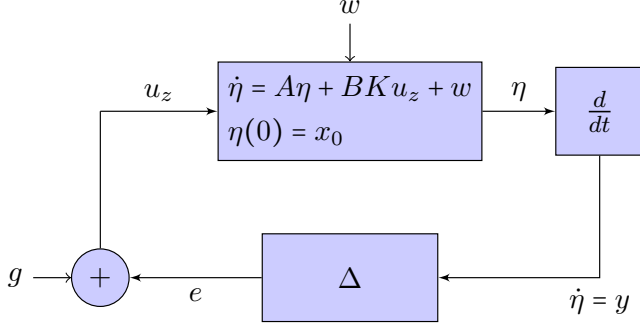 w
u_z
η̇ = Aη + BKu_z + w
η(0) = x_0
η
d/dt
g
+
e
Δ
η̇ = y